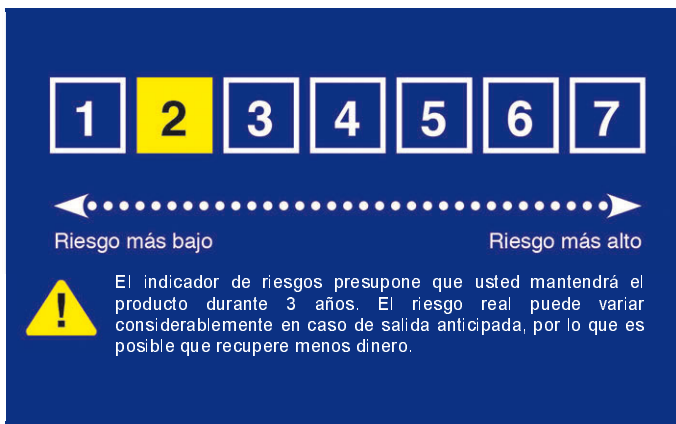 1 2 3 4 5 6 7
Riesgo más bajo Riesgo más alto
El indicador de riesgos presupone que usted mantendrá el
producto durante 3 años. El riesgo real puede variar
considerablemente en caso de salida anticipada, por lo que es
posible que recupere menos dinero.